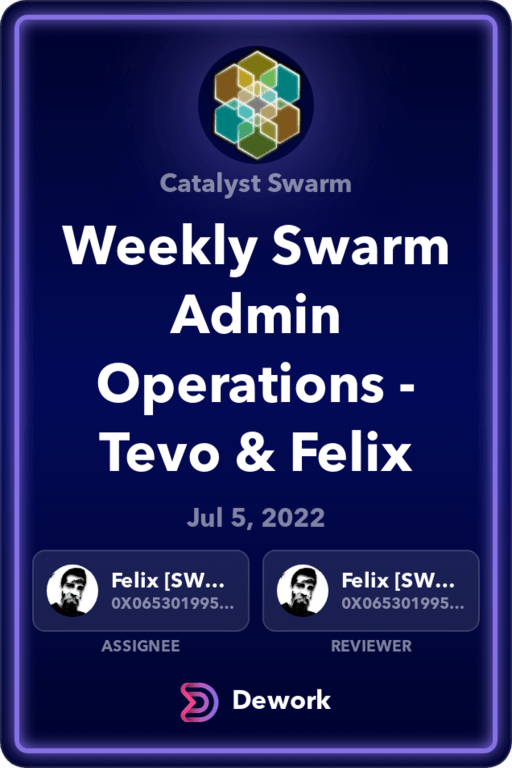 Catalyst Swarm
Weekly Swarm
Admin
Operations -
Tevo & Felix
Jul 5, 2022
Felix [SW...
0X065301995...
ASSIGNEE
Felix [SW...
0X065301995...
REVIEWER
Dework